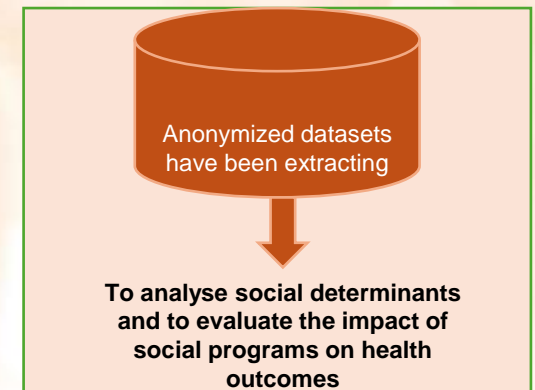 Anonymized datasets
have been extracting
To analyse social determinants
and to evaluate the impact of
social programs on health
outcomes